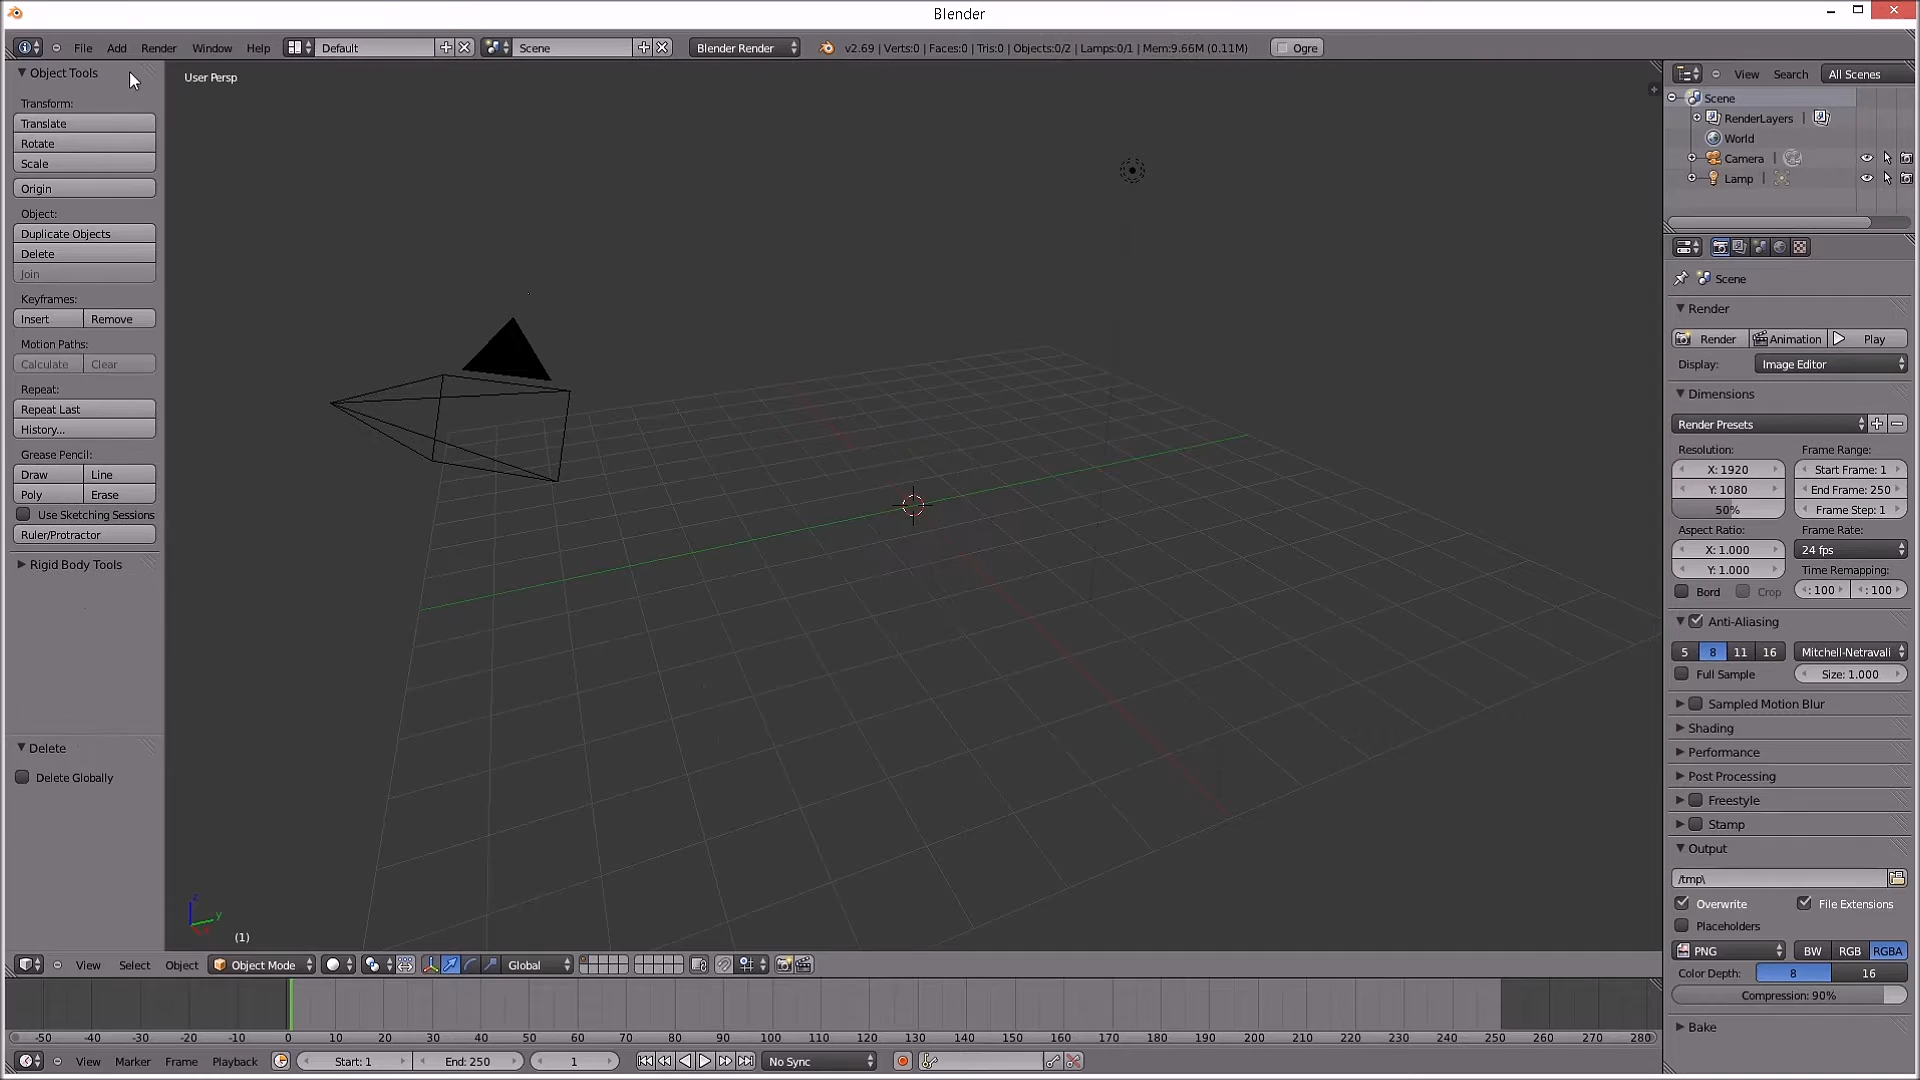 Blender
File Add Render Window Help Default Scene Blender Render v2.69 | Verts:0 | Faces:0 | Tris:0 | Objects:0/2 | Lamps:0/1 | Mem:9.66M (0.11M) Ogre
Object Tools
Transform:
Translate
Rotate
Scale
Origin
Object:
Duplicate Objects
Delete
Join
Keyframes:
Insert Remove
Motion Paths:
Calculate Clear
Repeat:
Repeat Last
History...
Grease Pencil:
Draw Line
Poly Erase
Use Sketching Sessions
Ruler/Protractor
Rigid Body Tools
Delete
Delete Globally
User Persp
z
y
(1)
View Search All Scenes
Scene
RenderLayers |
World
Camera |
Lamp |
Scene
Render
Render Animation Play
Display: Image Editor
Dimensions
Render Presets
Resolution: Frame Range:
X: 1920 Start Frame: 1
Y: 1080 End Frame: 250
50% Frame Step: 1
Aspect Ratio: Frame Rate:
X: 1.000 24 fps
Y: 1.000 Time Remapping:
Bord Crop : 100 : 100
Anti-Aliasing
5 8 11 16 Mitchell-Netravali
Full Sample Size: 1.000
Sampled Motion Blur
Shading
Performance
Post Processing
Freestyle
Stamp
Output
/tmp\
Overwrite File Extensions
Placeholders
PNG BW RGB RGBA
Color Depth: 8 16
Compression: 90%
Bake
View Select Object Object Mode Global
-50 -40 -30 -20 -10 0 10 20 30 40 50 60 70 80 90 100 110 120 130 140 150 160 170 180 190 200 210 220 230 240 250 260 270 280
View Marker Frame Playback Start: 1 End: 250 1 No Sync